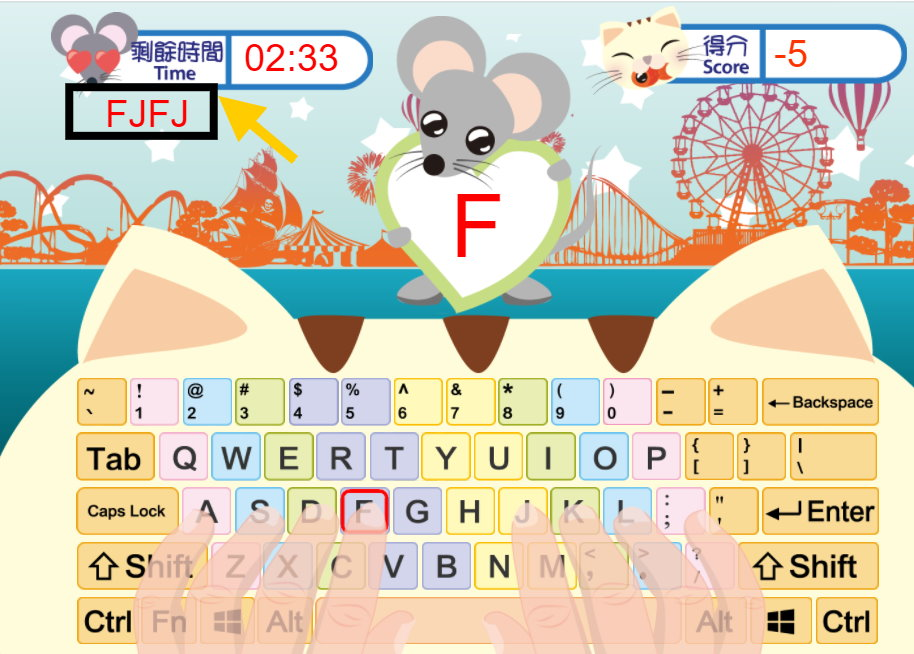 剩餘時間
Time
02:33
得分
Score
-5
FJFJ
F
~ ` ! 1 @ 2 # 3 $ 4 % 5 ^ 6 & 7 * 8 ( 9 ) 0 – - + = ←Backspace
Tab Q W E R T Y U I O P { [ } ] | \
Caps Lock A S D F G H J K L : ; " ' Enter
Shift Z X C V B N M < , > . ? / Shift
Ctrl Fn Alt Alt Ctrl